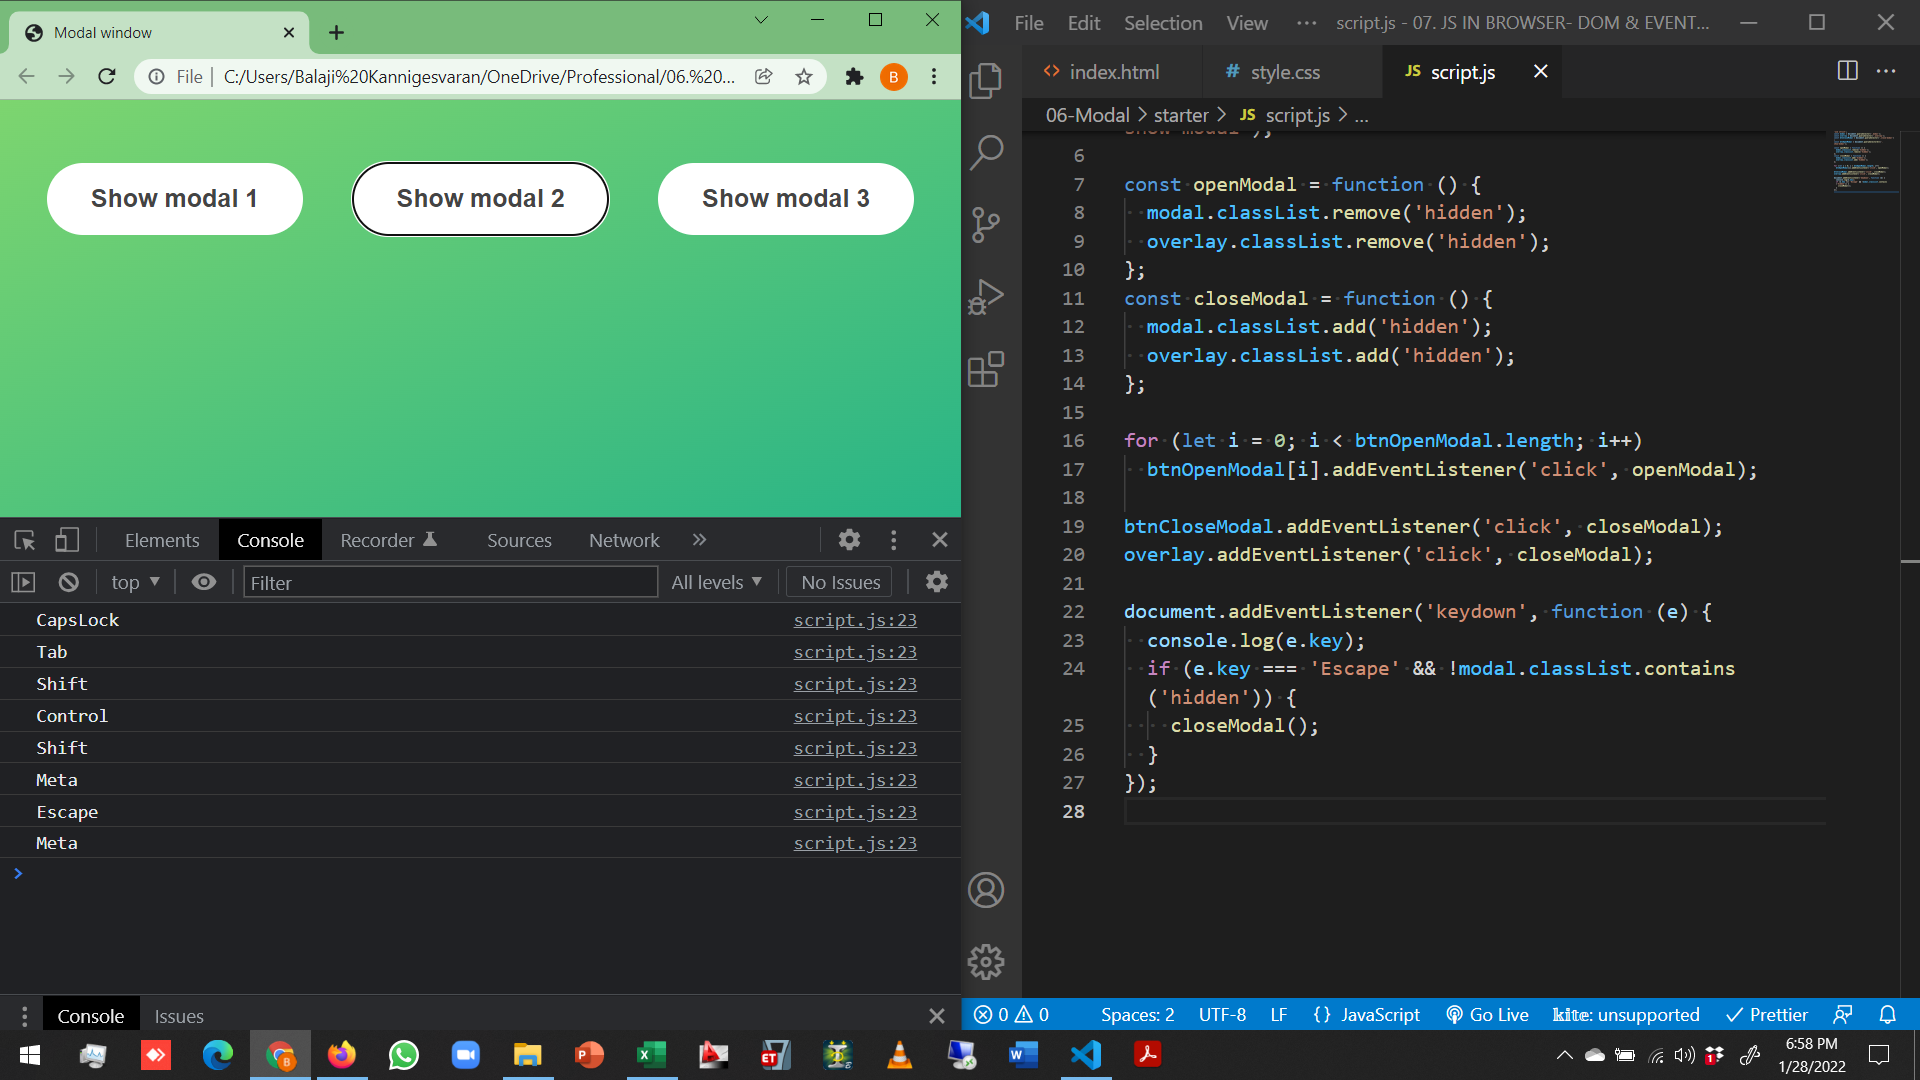 Modal window
File
C:/Users/Balaji%20Kannigesvaran/OneDrive/Professional/06.%20...
B
Show modal 1
Show modal 2
Show modal 3
Elements
Console
Recorder
Sources
Network
top
Filter
All levels
No Issues
CapsLock script.js:23
Tab script.js:23
Shift script.js:23
Control script.js:23
Shift script.js:23
Meta script.js:23
Escape script.js:23
Meta script.js:23
Console
Issues
File Edit Selection View ··· script.js - 07. JS IN BROWSER- DOM & EVENT...
<> index.html
# style.css
JS script.js
06-Modal > starter > JS script.js > ...
show-modal');
6
7 const openModal = function () {
8 modal.classList.remove('hidden');
9 overlay.classList.remove('hidden');
10 };
11 const closeModal = function () {
12 modal.classList.add('hidden');
13 overlay.classList.add('hidden');
14 };
15
16 for (let i = 0; i < btnOpenModal.length; i++)
17 btnOpenModal[i].addEventListener('click', openModal);
18
19 btnCloseModal.addEventListener('click', closeModal);
20 overlay.addEventListener('click', closeModal);
21
22 document.addEventListener('keydown', function (e) {
23 console.log(e.key);
24 if (e.key === 'Escape' && !modal.classList.contains
('hidden')) {
25 closeModal();
26 }
27 });
28
0 0 Spaces: 2 UTF-8 LF {} JavaScript Go Live kite: unsupported Prettier
6:58 PM
1/28/2022